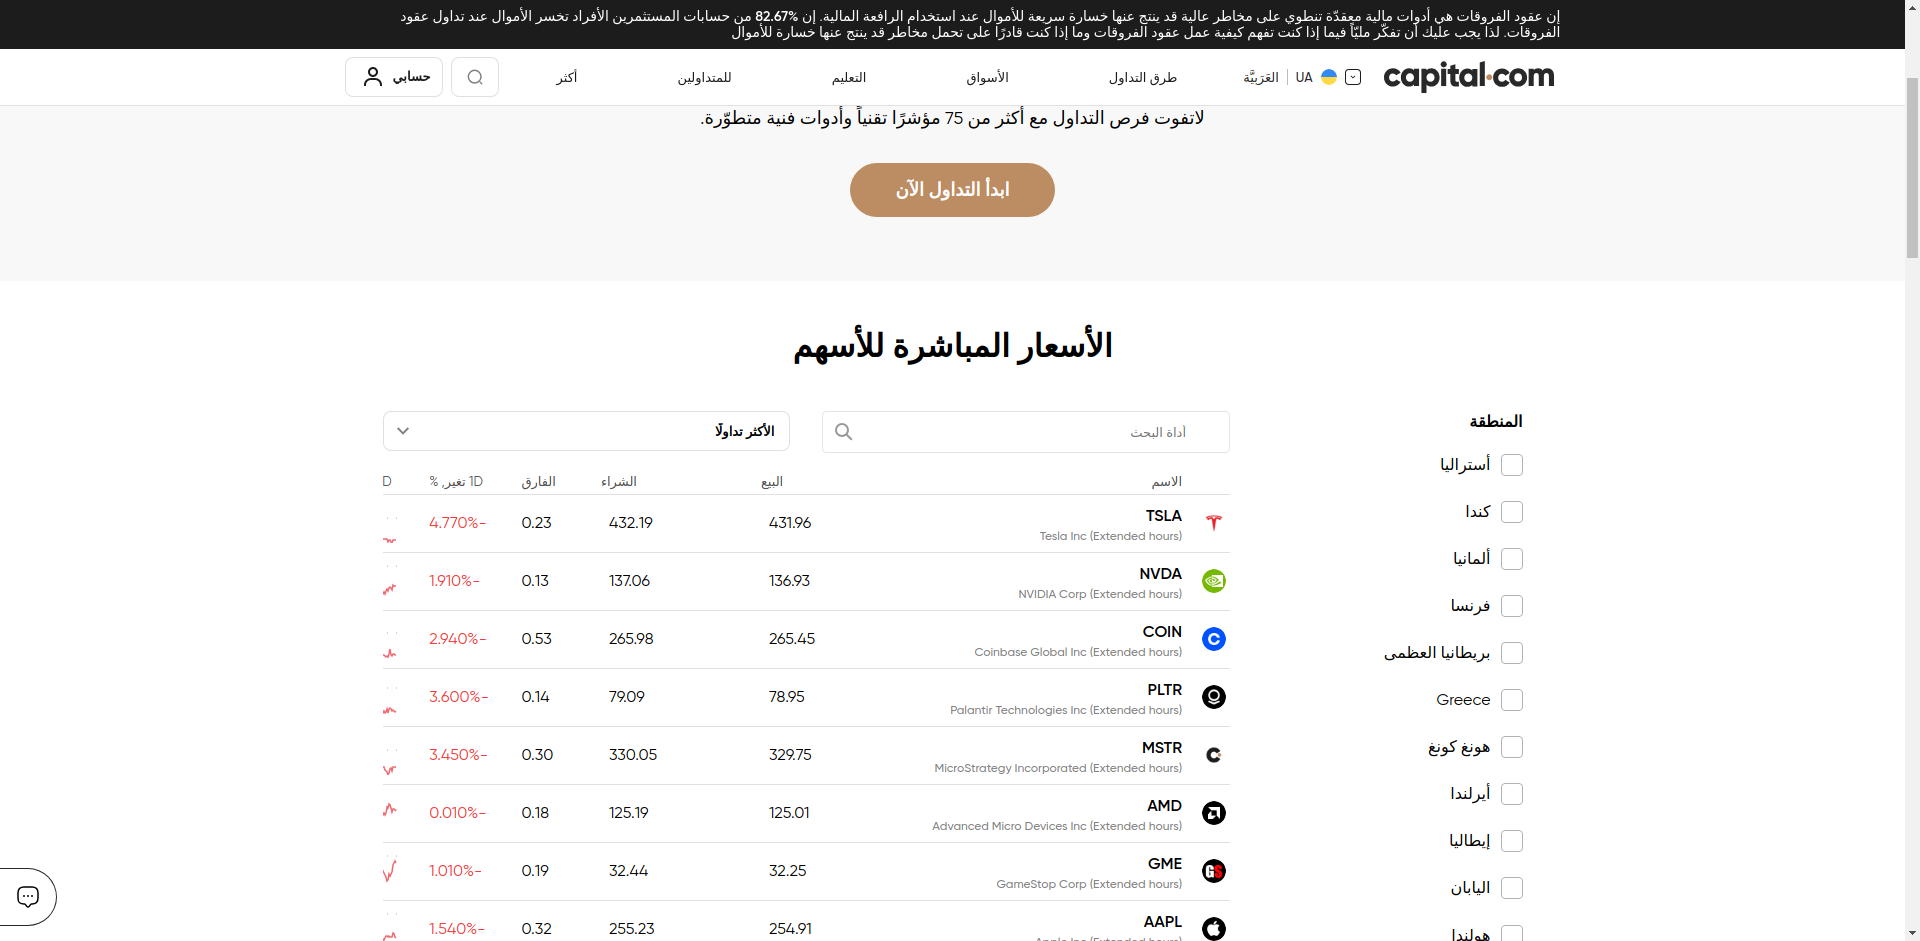 إن عقود الفروقات هي أدوات مالية معقدّة تنطوي على مخاطر عالية قد ينتج عنها خسارة سريعة للأموال عند استخدام الرافعة المالية. إن 82.67% من حسابات المستثمرين الأفراد تخسر الأموال عند تداول عقود
الفروقات. لذا يجب عليك أن تفكّر مليّاً فيما إذا كنت تفهم كيفية عمل عقود الفروقات وما إذا كنت قادرًا على تحمل مخاطر قد ينتج عنها خسارة للأموال
capital.com
UA | العَرَبِيَّة
طرق التداول
الأسواق
التعليم
للمتداولين
أكثر
حسابي
لاتفوت فرص التداول مع أكثر من 75 مؤشرًا تقنياً وأدوات فنية متطوّرة.
ابدأ التداول الآن
الأسعار المباشرة للأسهم
المنطقة
أستراليا
كندا
ألمانيا
فرنسا
بريطانيا العظمى
Greece
هونغ كونغ
أيرلندا
إيطاليا
اليابان
هولندا
أداة البحث
الأكثر تداولًا
الاسم البيع الشراء الفارق 1D تغير, % D
TSLA 431.96 432.19 0.23 4.770%-
Tesla Inc (Extended hours)
NVDA 136.93 137.06 0.13 1.910%-
NVIDIA Corp (Extended hours)
COIN 265.45 265.98 0.53 2.940%-
Coinbase Global Inc (Extended hours)
PLTR 78.95 79.09 0.14 3.600%-
Palantir Technologies Inc (Extended hours)
MSTR 329.75 330.05 0.30 3.450%-
MicroStrategy Incorporated (Extended hours)
AMD 125.01 125.19 0.18 0.010%-
Advanced Micro Devices Inc (Extended hours)
GME 32.25 32.44 0.19 1.010%-
GameStop Corp (Extended hours)
AAPL 254.91 255.23 0.32 1.540%-
Apple Inc (Extended hours)